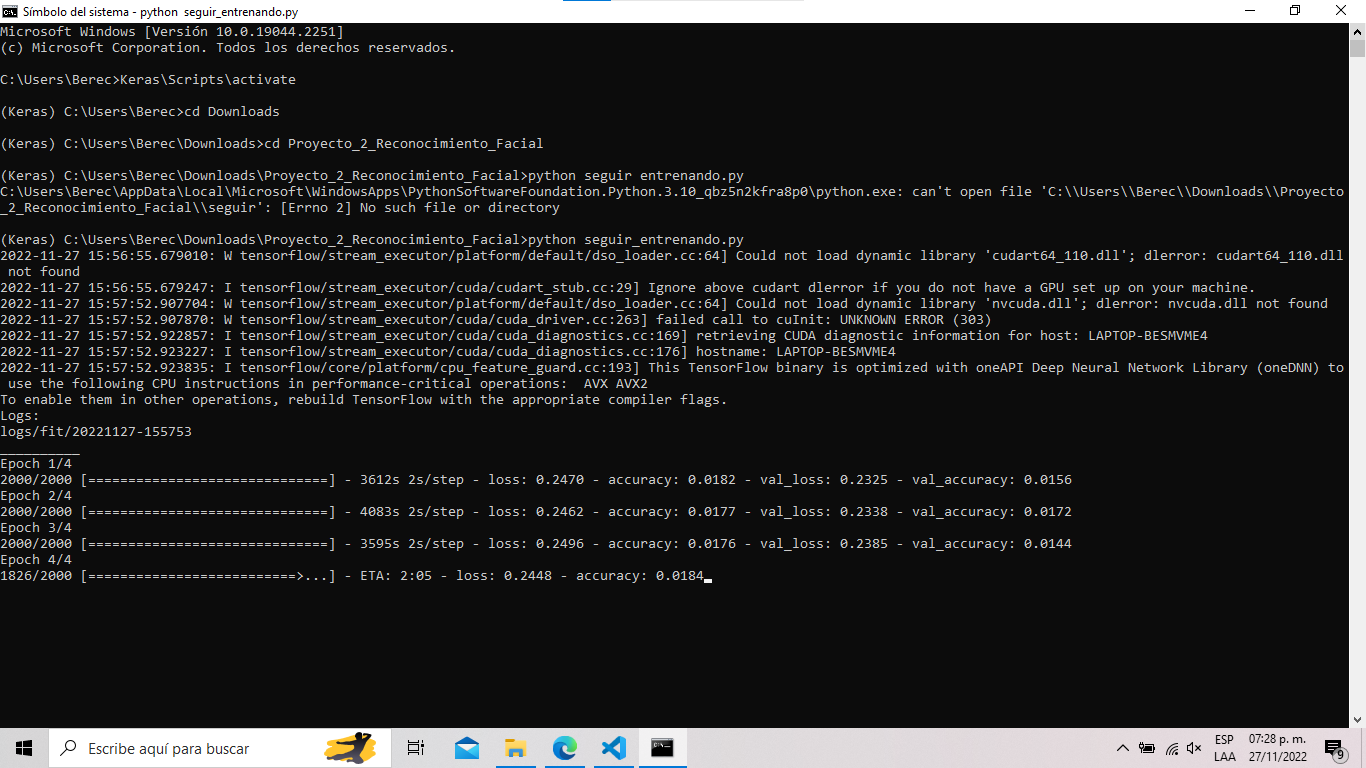 Símbolo del sistema - python  seguir_entrenando.py
Microsoft Windows [Versión 10.0.19044.2251]
(c) Microsoft Corporation. Todos los derechos reservados.
C:\Users\Berec>Keras\Scripts\activate
(Keras) C:\Users\Berec>cd Downloads
(Keras) C:\Users\Berec\Downloads>cd Proyecto_2_Reconocimiento_Facial
(Keras) C:\Users\Berec\Downloads\Proyecto_2_Reconocimiento_Facial>python seguir entrenando.py
C:\Users\Berec\AppData\Local\Microsoft\WindowsApps\PythonSoftwareFoundation.Python.3.10_qbz5n2kfra8p0\python.exe: can't open file 'C:\\Users\\Berec\\Downloads\\Proyecto
_2_Reconocimiento_Facial\\seguir': [Errno 2] No such file or directory
(Keras) C:\Users\Berec\Downloads\Proyecto_2_Reconocimiento_Facial>python seguir_entrenando.py
2022-11-27 15:56:55.679010: W tensorflow/stream_executor/platform/default/dso_loader.cc:64] Could not load dynamic library 'cudart64_110.dll'; dlerror: cudart64_110.dll
 not found
2022-11-27 15:56:55.679247: I tensorflow/stream_executor/cuda/cudart_stub.cc:29] Ignore above cudart dlerror if you do not have a GPU set up on your machine.
2022-11-27 15:57:52.907704: W tensorflow/stream_executor/platform/default/dso_loader.cc:64] Could not load dynamic library 'nvcuda.dll'; dlerror: nvcuda.dll not found
2022-11-27 15:57:52.907870: W tensorflow/stream_executor/cuda/cuda_driver.cc:263] failed call to cuInit: UNKNOWN ERROR (303)
2022-11-27 15:57:52.922857: I tensorflow/stream_executor/cuda/cuda_diagnostics.cc:169] retrieving CUDA diagnostic information for host: LAPTOP-BESMVME4
2022-11-27 15:57:52.923227: I tensorflow/stream_executor/cuda/cuda_diagnostics.cc:176] hostname: LAPTOP-BESMVME4
2022-11-27 15:57:52.923835: I tensorflow/core/platform/cpu_feature_guard.cc:193] This TensorFlow binary is optimized with oneAPI Deep Neural Network Library (oneDNN) to
 use the following CPU instructions in performance-critical operations:  AVX AVX2
To enable them in other operations, rebuild TensorFlow with the appropriate compiler flags.
Logs:
logs/fit/20221127-155753
__________
Epoch 1/4
2000/2000 [==============================] - 3612s 2s/step - loss: 0.2470 - accuracy: 0.0182 - val_loss: 0.2325 - val_accuracy: 0.0156
Epoch 2/4
2000/2000 [==============================] - 4083s 2s/step - loss: 0.2462 - accuracy: 0.0177 - val_loss: 0.2338 - val_accuracy: 0.0172
Epoch 3/4
2000/2000 [==============================] - 3595s 2s/step - loss: 0.2496 - accuracy: 0.0176 - val_loss: 0.2385 - val_accuracy: 0.0144
Epoch 4/4
1826/2000 [==========================>...] - ETA: 2:05 - loss: 0.2448 - accuracy: 0.0184
Escribe aquí para buscar
ESP
LAA
07:28 p. m.
27/11/2022
9